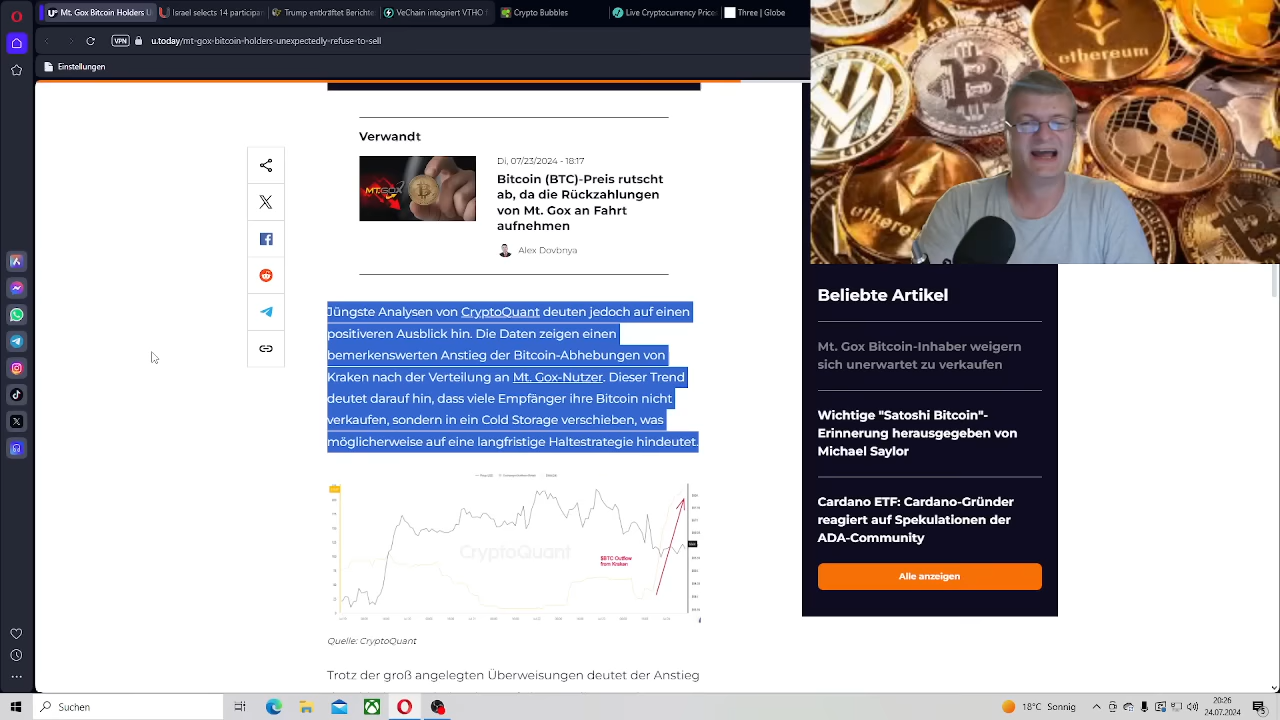 Mt. Gox Bitcoin Holders U
Israel selects 14 participan
Trump entkräftet Berichte
VeChain integriert VTHO
Crypto Bubbles
Live Cryptocurrency Price
Three | Globe
VPN
u.today/mt-gox-bitcoin-holders-unexpectedly-refuse-to-sell
Einstellungen
Verwandt
Di, 07/23/2024 - 18:17
Bitcoin (BTC)-Preis rutscht
ab, da die Rückzahlungen
von Mt. Gox an Fahrt
aufnehmen
Alex Dovbnya
MT.GOX
Jüngste Analysen von CryptoQuant deuten jedoch auf einen
positiveren Ausblick hin. Die Daten zeigen einen
bemerkenswerten Anstieg der Bitcoin-Abhebungen von
Kraken nach der Verteilung an Mt. Gox-Nutzer. Dieser Trend
deutet darauf hin, dass viele Empfänger ihre Bitcoin nicht
verkaufen, sondern in ein Cold Storage verschieben, was
möglicherweise auf eine langfristige Haltestrategie hindeutet.
CryptoQuant
$BTC Outflow
from Kraken
Quelle: CryptoQuant
Trotz der groß angelegten Überweisungen deutet der Anstieg
ethereum
Beliebte Artikel
Mt. Gox Bitcoin-Inhaber weigern
sich unerwartet zu verkaufen
Wichtige "Satoshi Bitcoin"-
Erinnerung herausgegeben von
Michael Saylor
Cardano ETF: Cardano-Gründer
reagiert auf Spekulationen der
ADA-Community
Alle anzeigen
Suchen
18°C Sonnig
20:26
24.07.2024